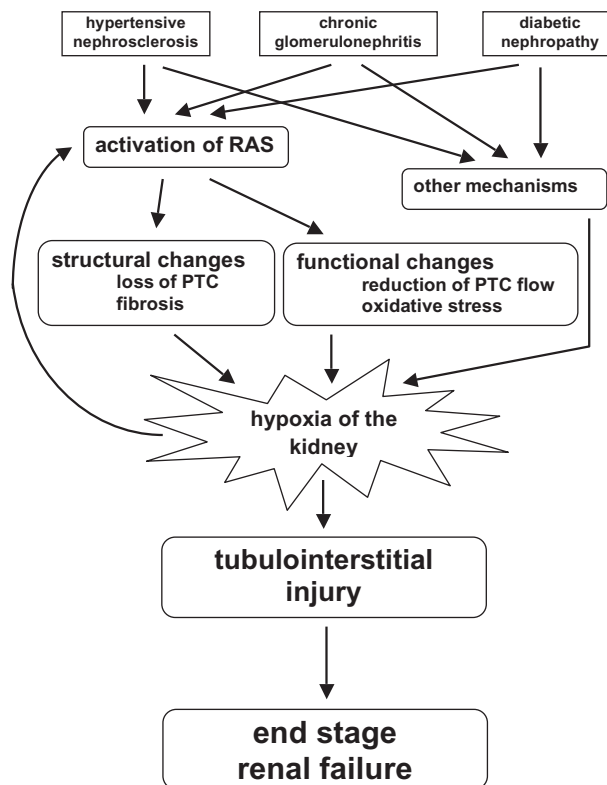 hypertensive
nephrosclerosis
chronic
glomerulonephritis
diabetic
nephropathy
activation of RAS
other mechanisms
structural changes
loss of PTC
fibrosis
functional changes
reduction of PTC flow
oxidative stress
hypoxia of the
kidney
tubulointerstitial
injury
end stage
renal failure